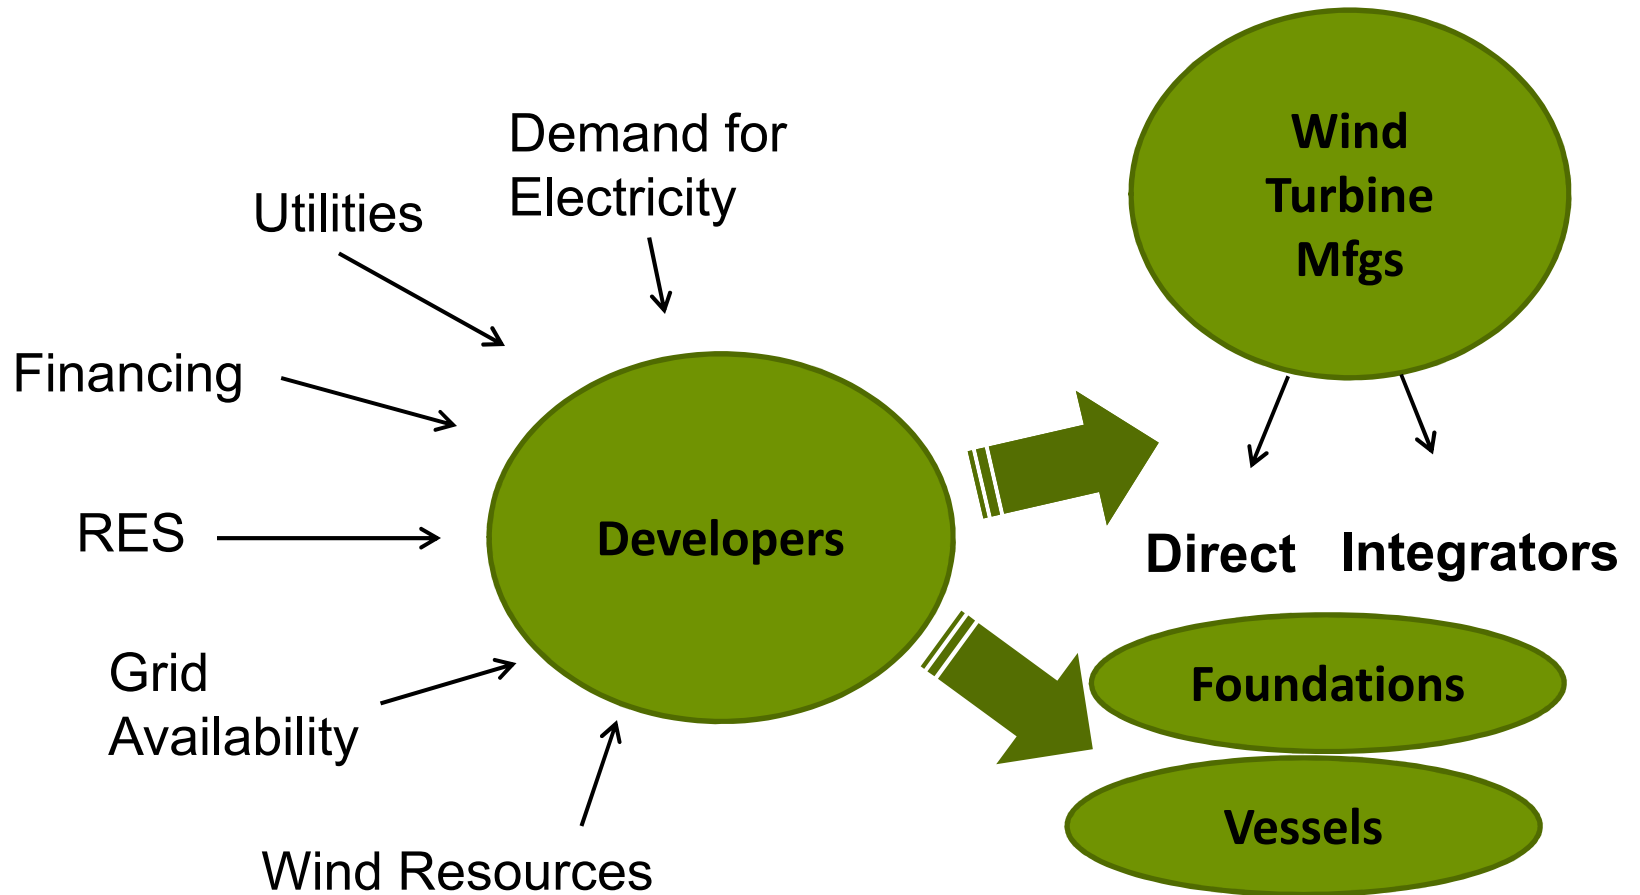 Demand for
Electricity
Utilities
Financing
RES
Grid
Availability
Wind Resources
Developers
Wind
Turbine
Mfgs
Direct
Integrators
Foundations
Vessels